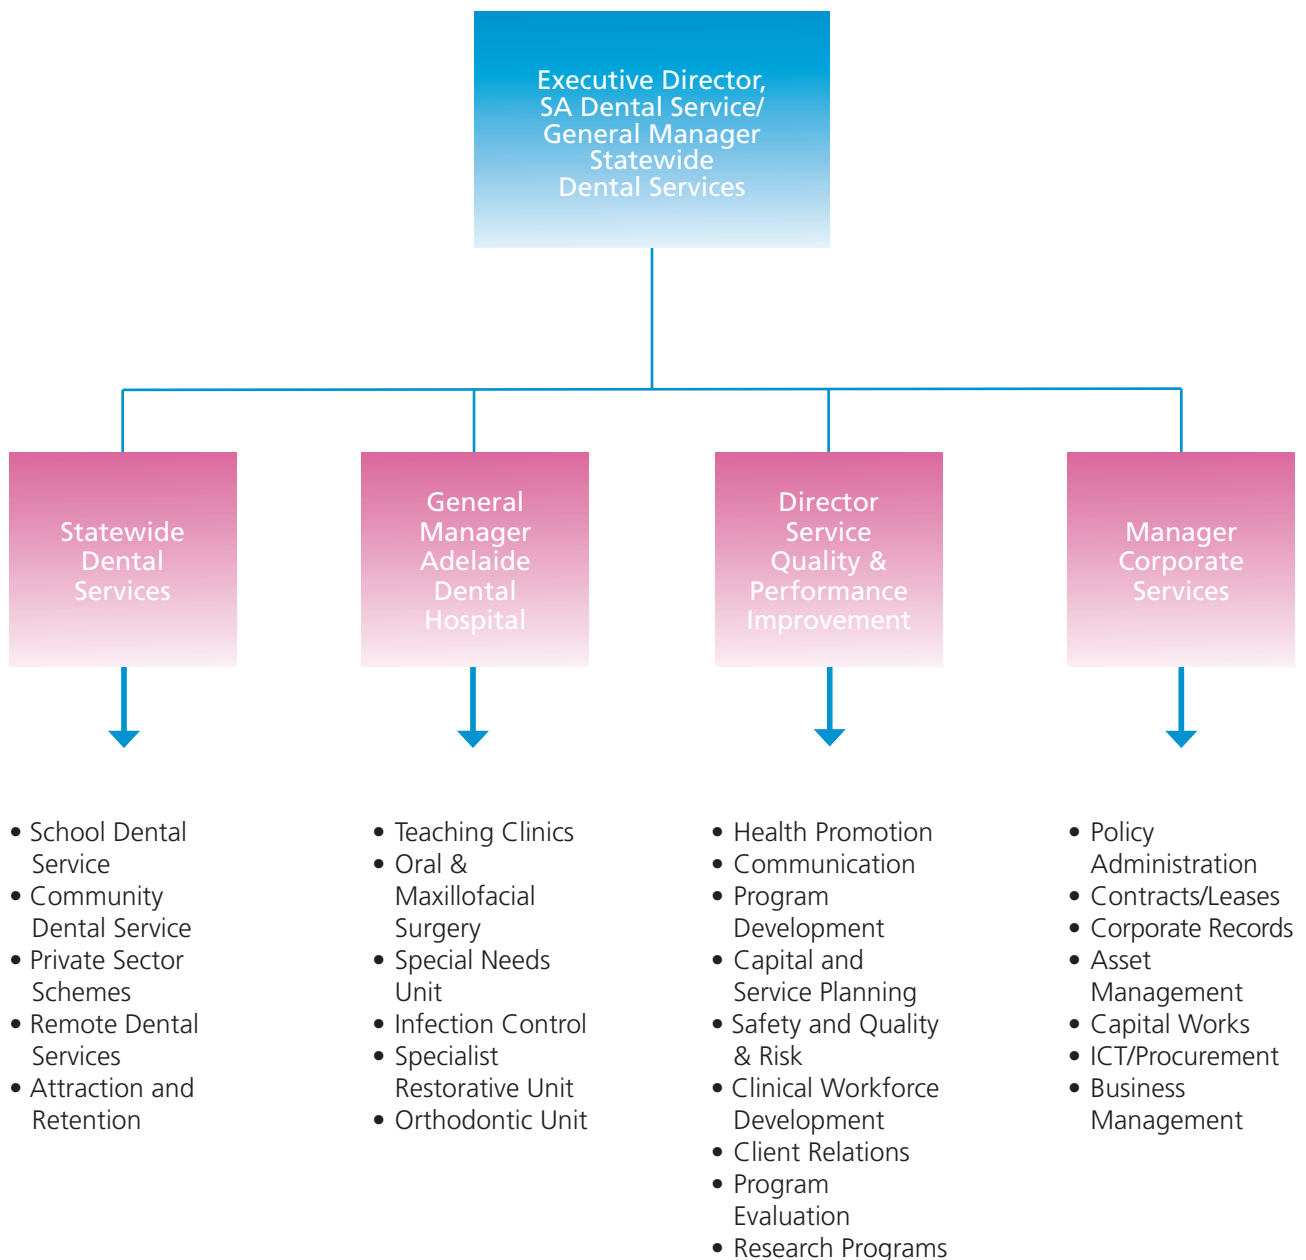 Executive Director,
SA Dental Service/
General Manager
Statewide
Dental Services
Statewide
Dental
Services
General
Manager
Adelaide
Dental
Hospital
Director
Service
Quality &
Performance
Improvement
Manager
Corporate
Services
• School Dental
Service
• Community
Dental Service
• Private Sector
Schemes
• Remote Dental
Services
• Attraction and
Retention
• Teaching Clinics
• Oral &
Maxillofacial
Surgery
• Special Needs
Unit
• Infection Control
• Specialist
Restorative Unit
• Orthodontic Unit
• Health Promotion
• Communication
• Program
Development
• Capital and
Service Planning
• Safety and Quality
& Risk
• Clinical Workforce
Development
• Client Relations
• Program
Evaluation
• Research Programs
• Policy
Administration
• Contracts/Leases
• Corporate Records
• Asset
Management
• Capital Works
• ICT/Procurement
• Business
Management